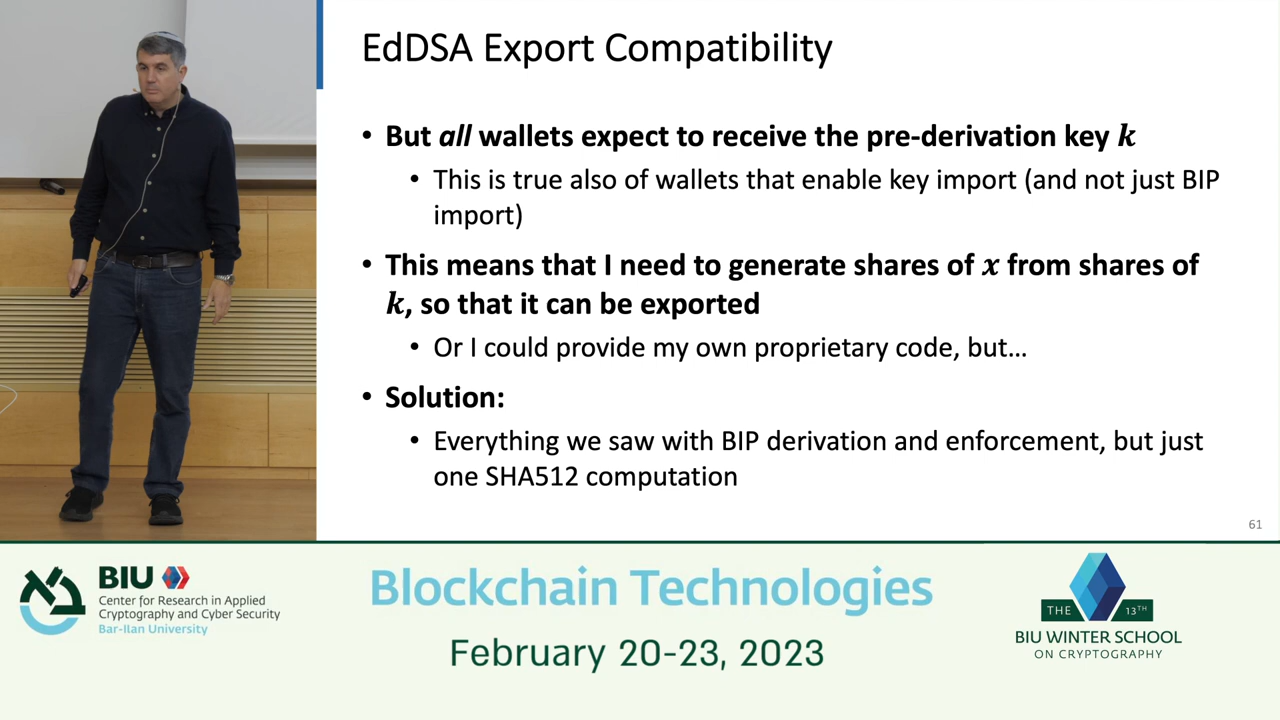 EdDSA Export Compatibility
• But all wallets expect to receive the pre-derivation key k
• This is true also of wallets that enable key import (and not just BIP
import)
• This means that I need to generate shares of x from shares of
k, so that it can be exported
• Or I could provide my own proprietary code, but…
• Solution:
• Everything we saw with BIP derivation and enforcement, but just
one SHA512 computation
61
BIU
Center for Research in Applied
Cryptography and Cyber Security
Bar-Ilan University
Blockchain Technologies
February 20-23, 2023
THE 13TH
BIU WINTER SCHOOL
ON CRYPTOGRAPHY